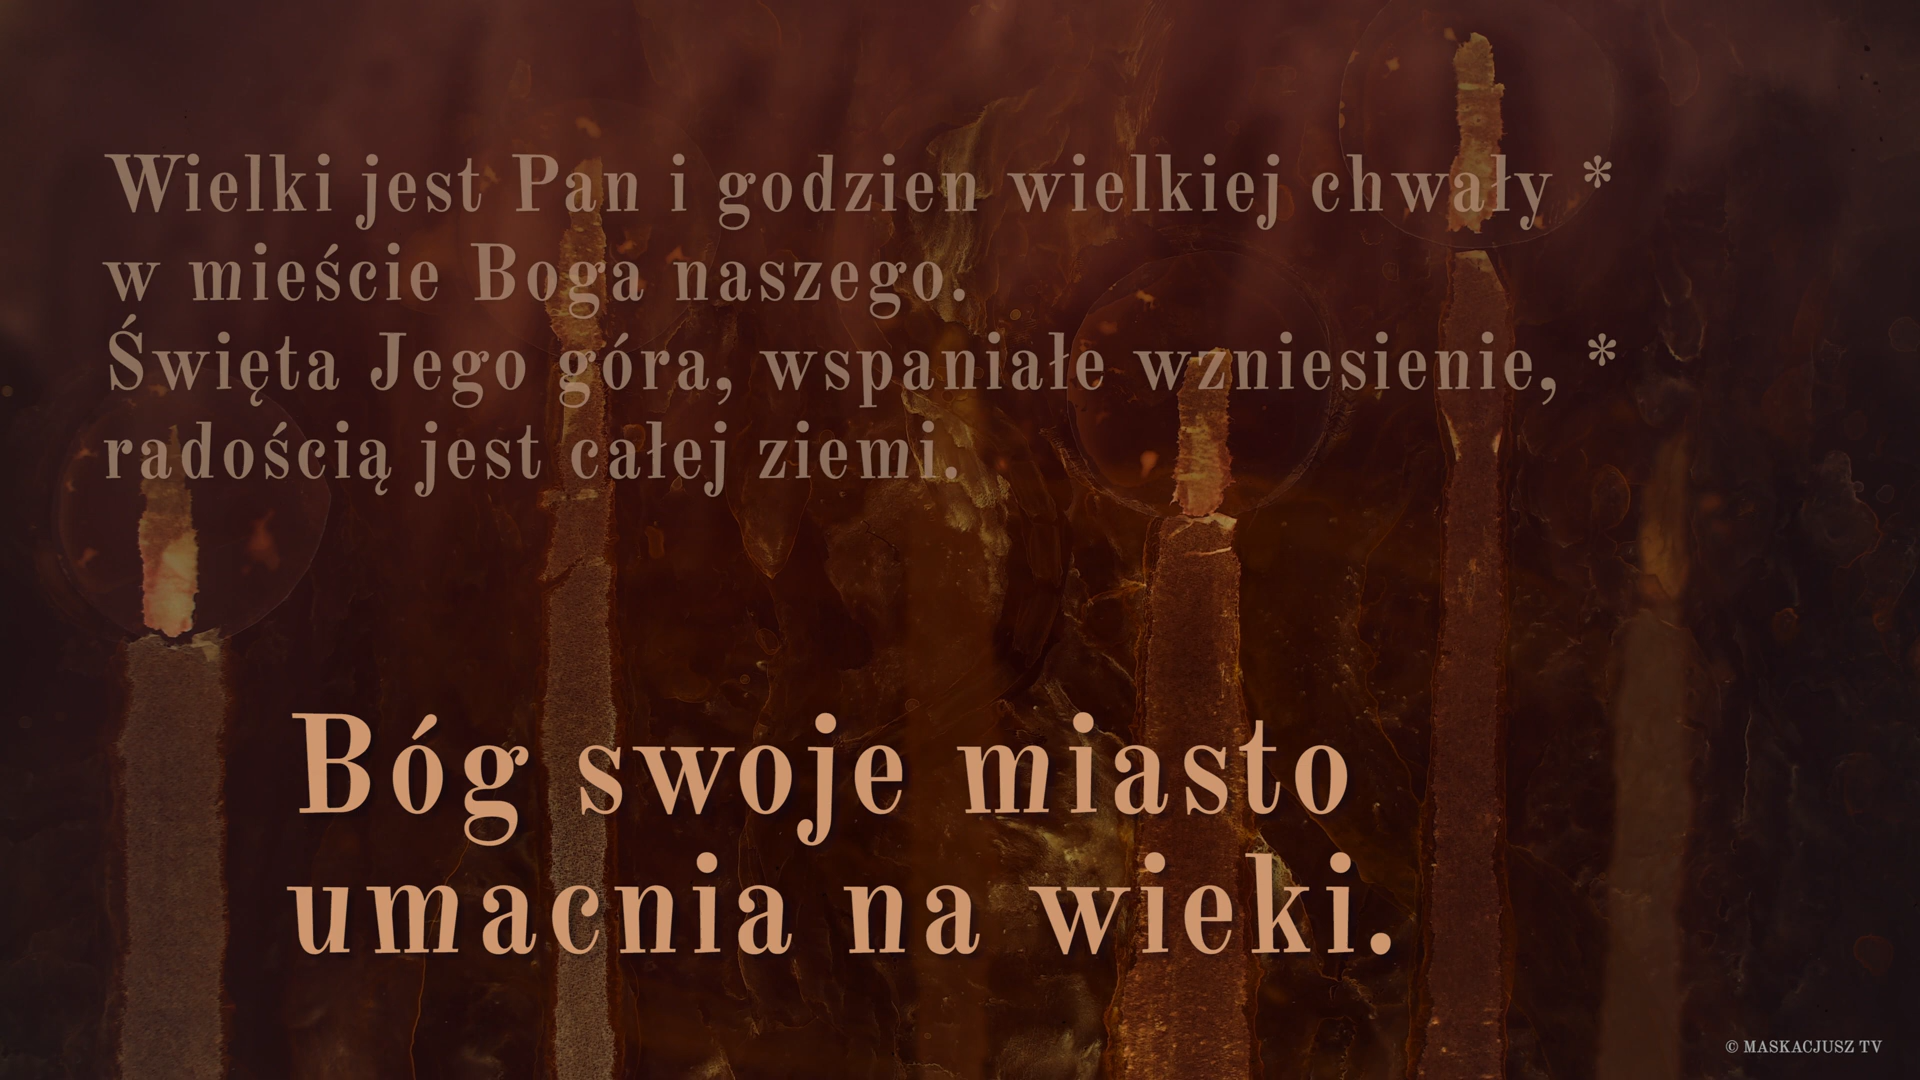 Wielki jest Pan i godzien wielkiej chwały *
w mieście Boga naszego.
Święta Jego góra, wspaniałe wzniesienie, *
radością jest całej ziemi.
Bóg swoje miasto
umacnia na wieki.
© MASKACJUSZ TV